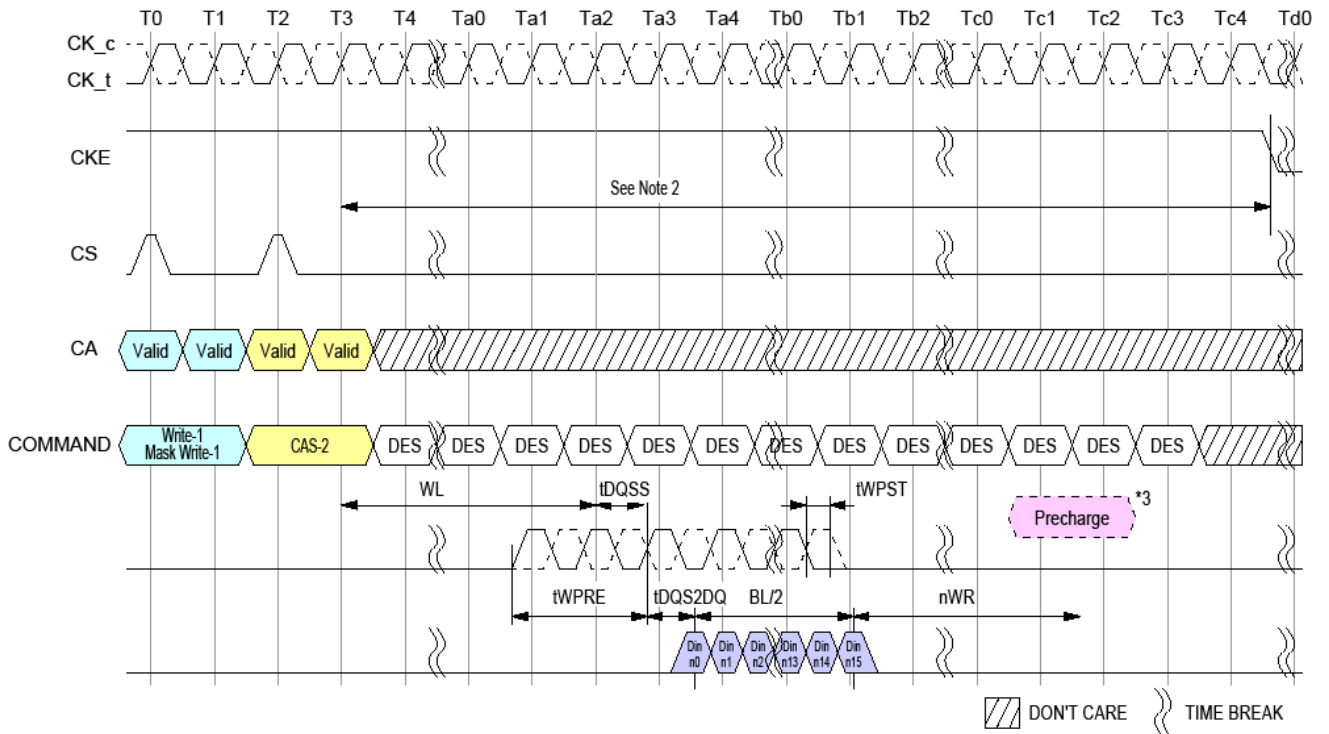 T0 T1 T2 T3 T4 Ta0 Ta1 Ta2 Ta3 Ta4 Tb0 Tb1 Tb2 Tc0 Tc1 Tc2 Tc3 Tc4 Td0
CK_c
CK_t
CKE
See Note 2
CS
CA Valid Valid Valid Valid
COMMAND Write-1 Mask Write-1 CAS-2 DES DES DES DES DES DES DES DES DES DES DES DES DES
WL tDQSS tWPST
Precharge *3
tWPRE tDQS2DQ BL/2 nWR
Din n0 Din n1 Din n2 Din n13 Din n14 Din n15
DON'T CARE TIME BREAK